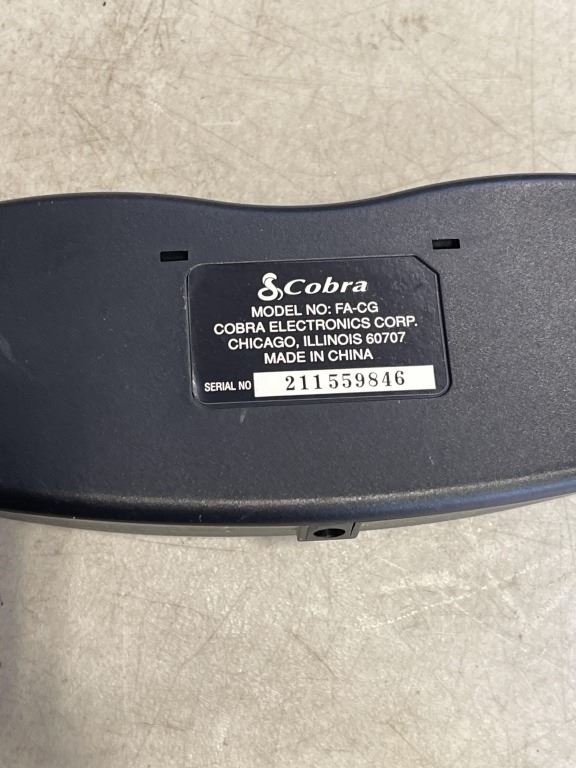 Cobra
MODEL NO: FA-CG
COBRA ELECTRONICS CORP.
CHICAGO, ILLINOIS 60707
MADE IN CHINA
SERIAL NO 211559846